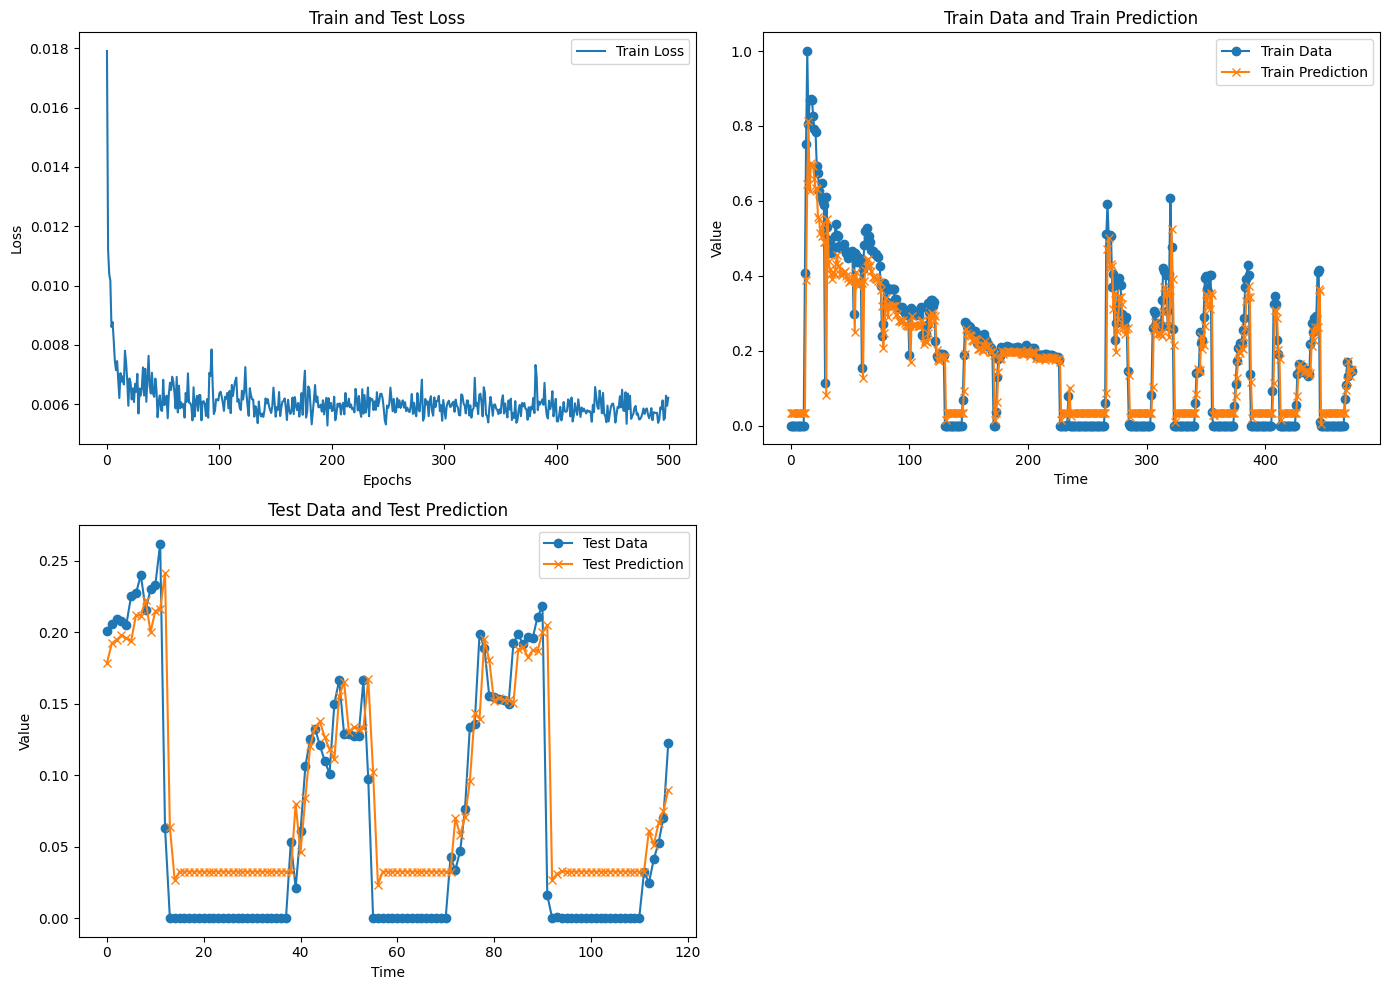 Train and Test Loss
Train Loss
0.018
0.016
0.014
0.012
0.010
0.008
0.006
Loss
0 100 200 300 400 500
Epochs
Train Data and Train Prediction
Train Data
Train Prediction
1.0
0.8
0.6
0.4
0.2
0.0
Value
0 100 200 300 400
Time
Test Data and Test Prediction
Test Data
Test Prediction
0.25
0.20
0.15
0.10
0.05
0.00
Value
0 20 40 60 80 100 120
Time